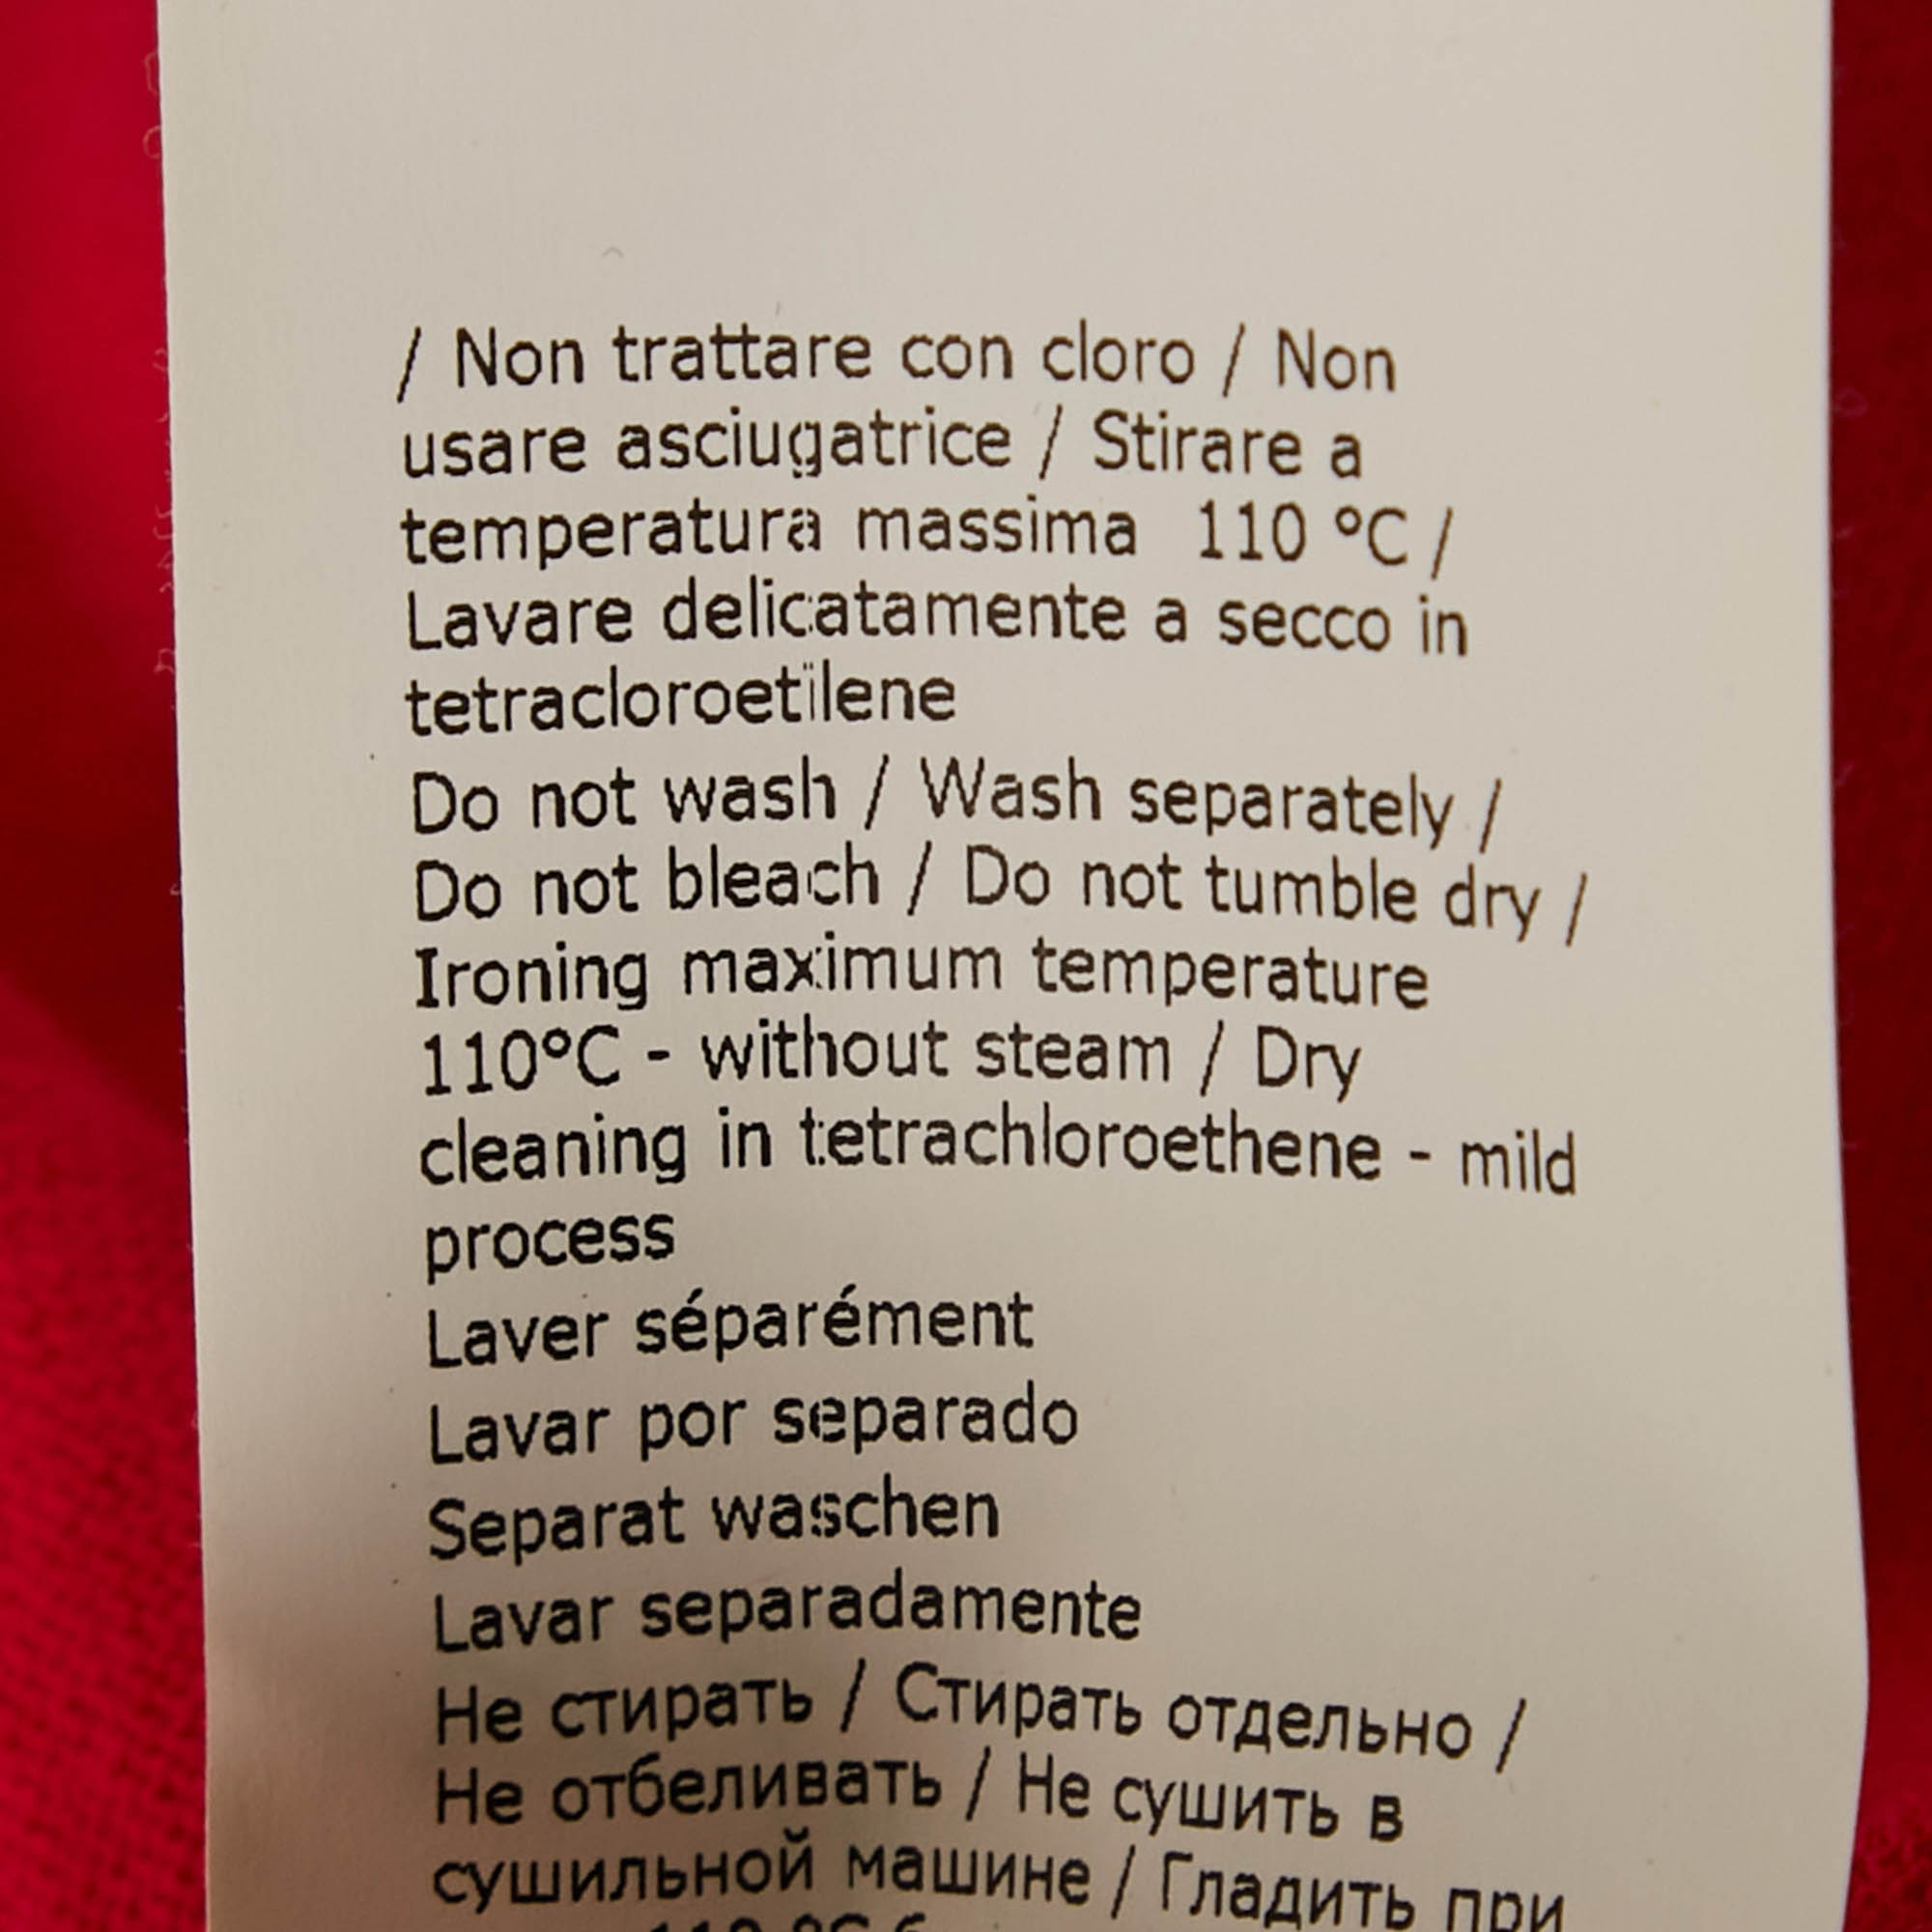 / Non trattare con cloro / Non
usare asciugatrice / Stirare a
temperatura massima 110 °C /
Lavare delicatamente a secco in
tetracloroetilene
Do not wash / Wash separately /
Do not bleach / Do not tumble dry /
Ironing maximum temperature
110°C - without steam / Dry
cleaning in tetrachloroethene - mild
process
Laver séparément
Lavar por separado
Separat waschen
Lavar separadamente
Не стирать / Стирать отдельно /
Не отбеливать / Не сушить в
сушильной машине / Гладить при
110 °C